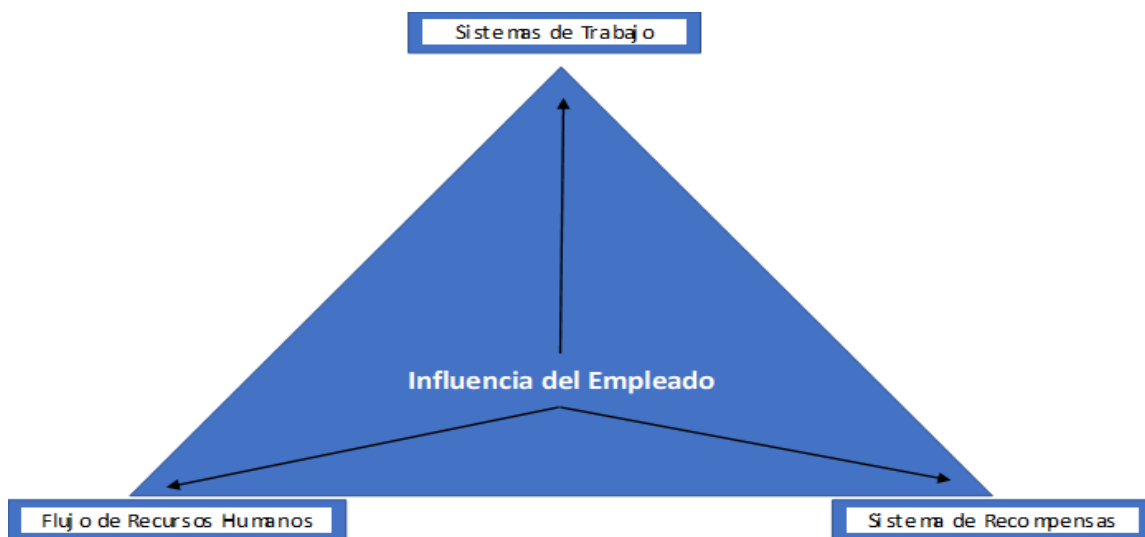 Sistemas de Trabajo
Influencia del Empleado
Flujo de Recursos Humanos
Sistema de Recompensas